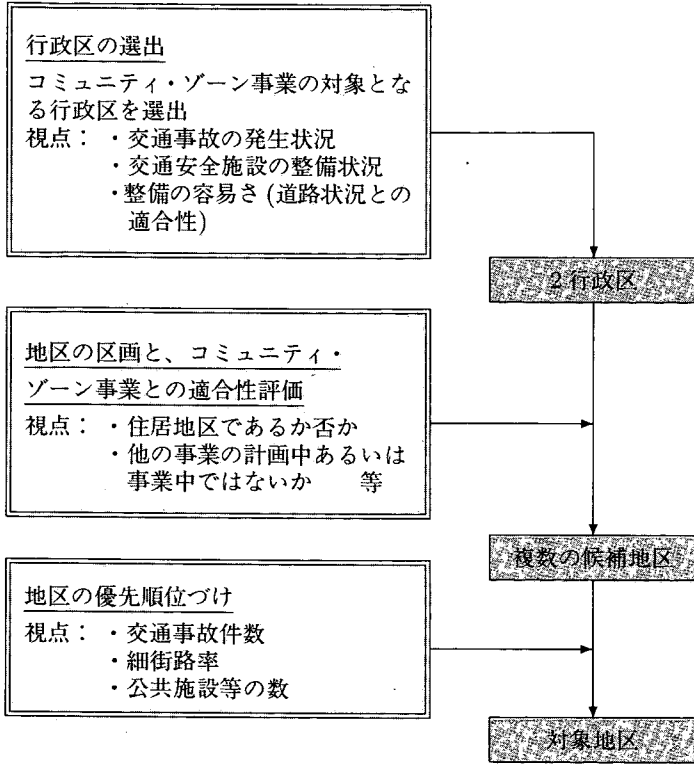 行政区の選出
コミュニティ・ゾーン事業の対象とな
る行政区を選出
視点： ・交通事故の発生状況
・交通安全施設の整備状況
・整備の容易さ (道路状況との
適合性)
2行政区
地区の区画と、コミュニティ・
ゾーン事業との適合性評価
視点： ・住居地区であるか否か
・他の事業の計画中あるいは
事業中ではないか 等
複数の候補地区
地区の優先順位づけ
視点： ・交通事故件数
・細街路率
・公共施設等の数
対象地区